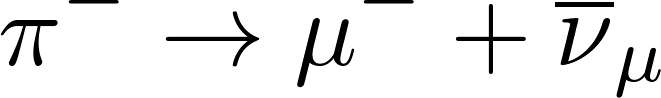 π⁻ → μ⁻ + ν̅_μ